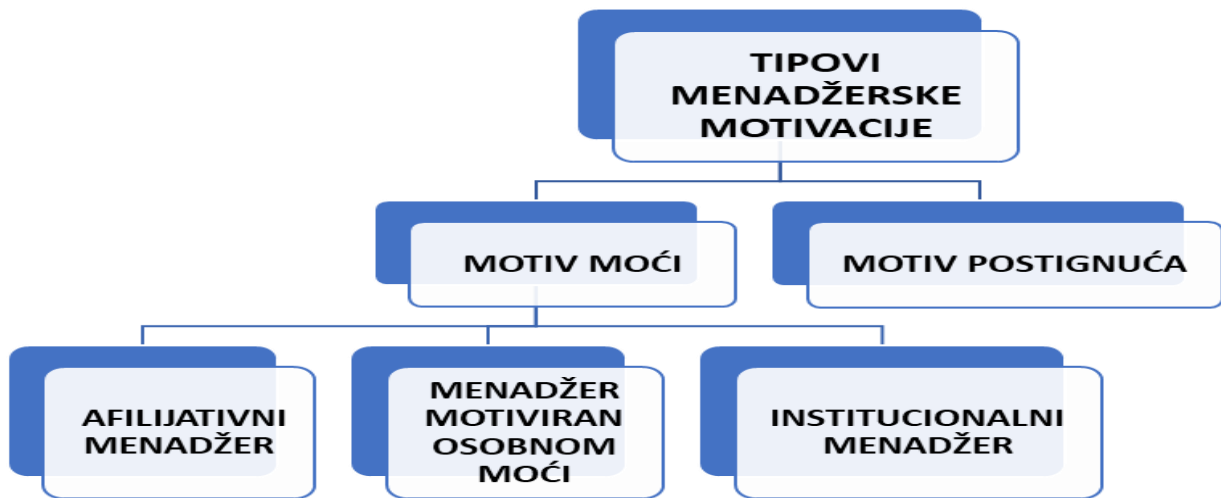 TIPOVI
MENADŽERSKE
MOTIVACIJE
MOTIV MOĆI
MOTIV POSTIGNUĆA
AFILIJATIVNI
MENADŽER
MENADŽER
MOTIVIRAN
OSOBNOM
MOĆI
INSTITUCIONALNI
MENADŽER